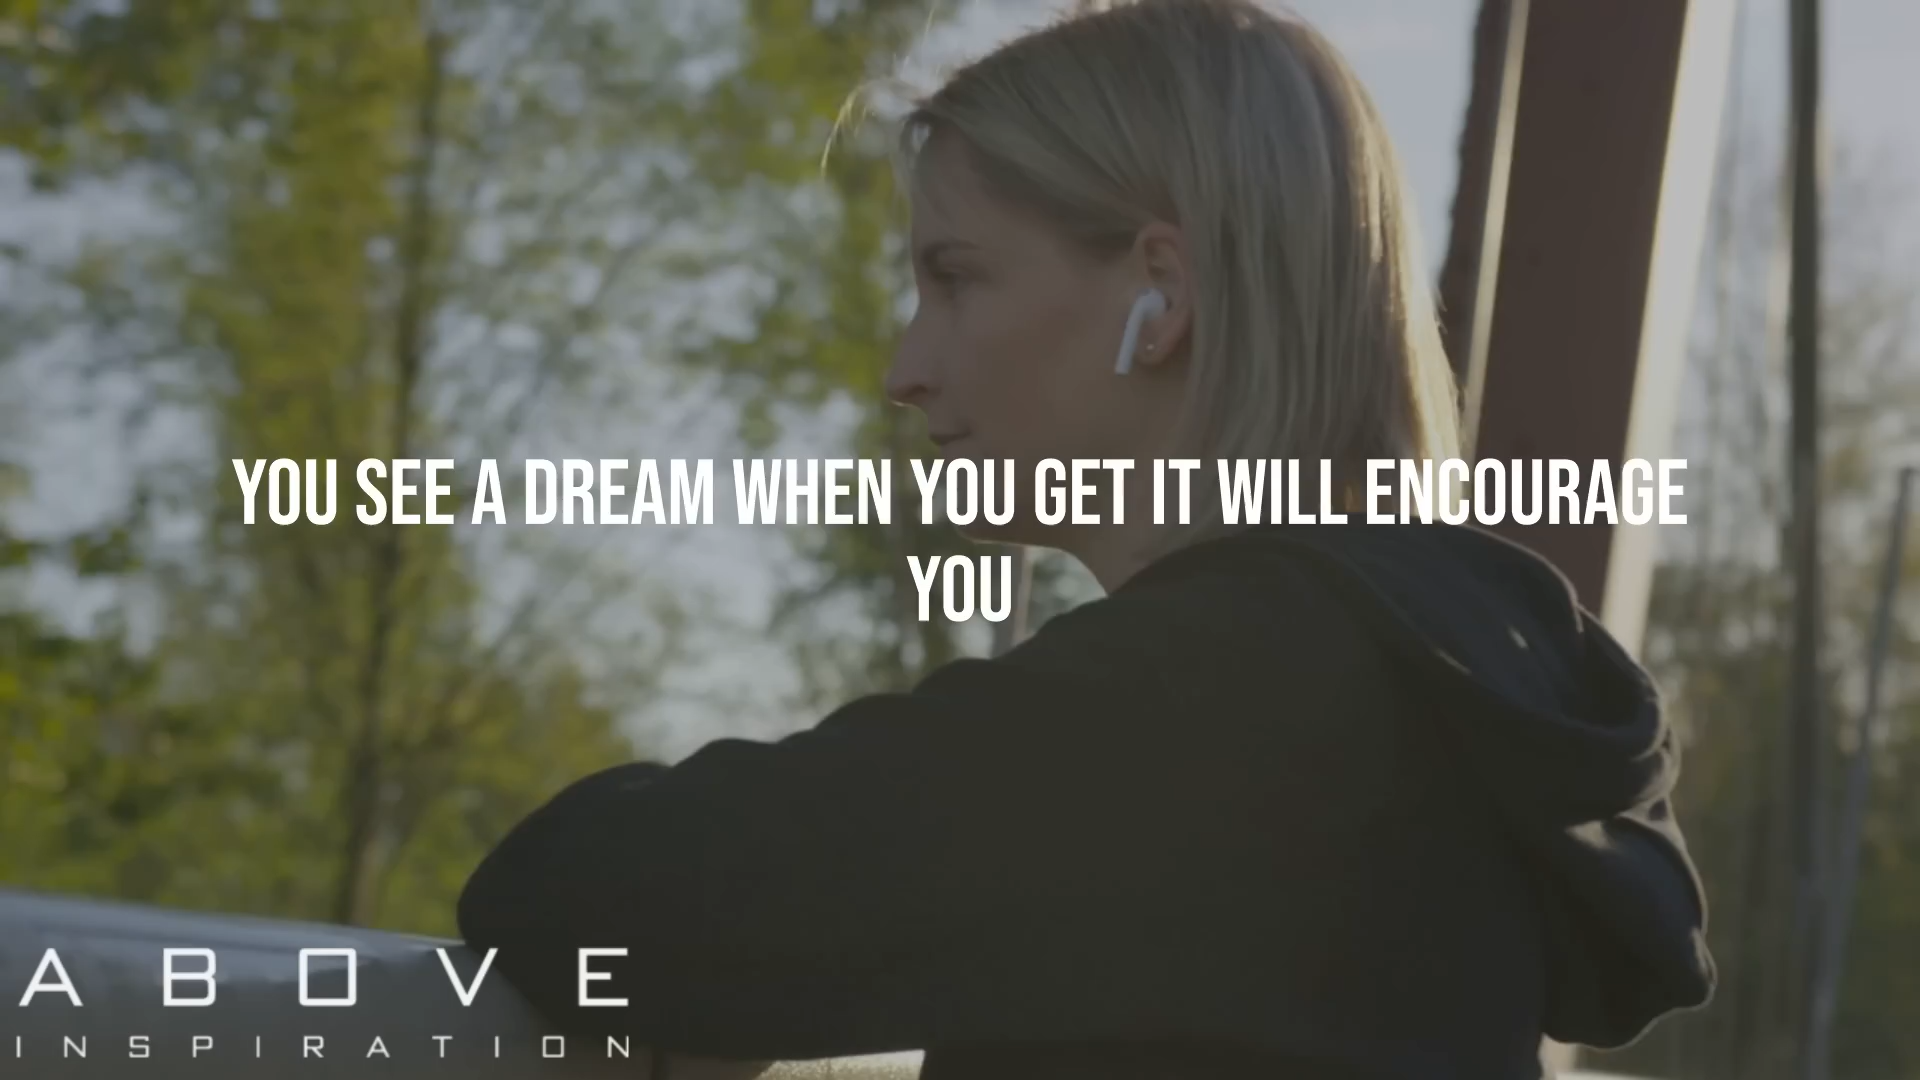 YOU SEE A DREAM WHEN YOU GET IT WILL ENCOURAGE
YOU
ABOVE
INSPIRATION